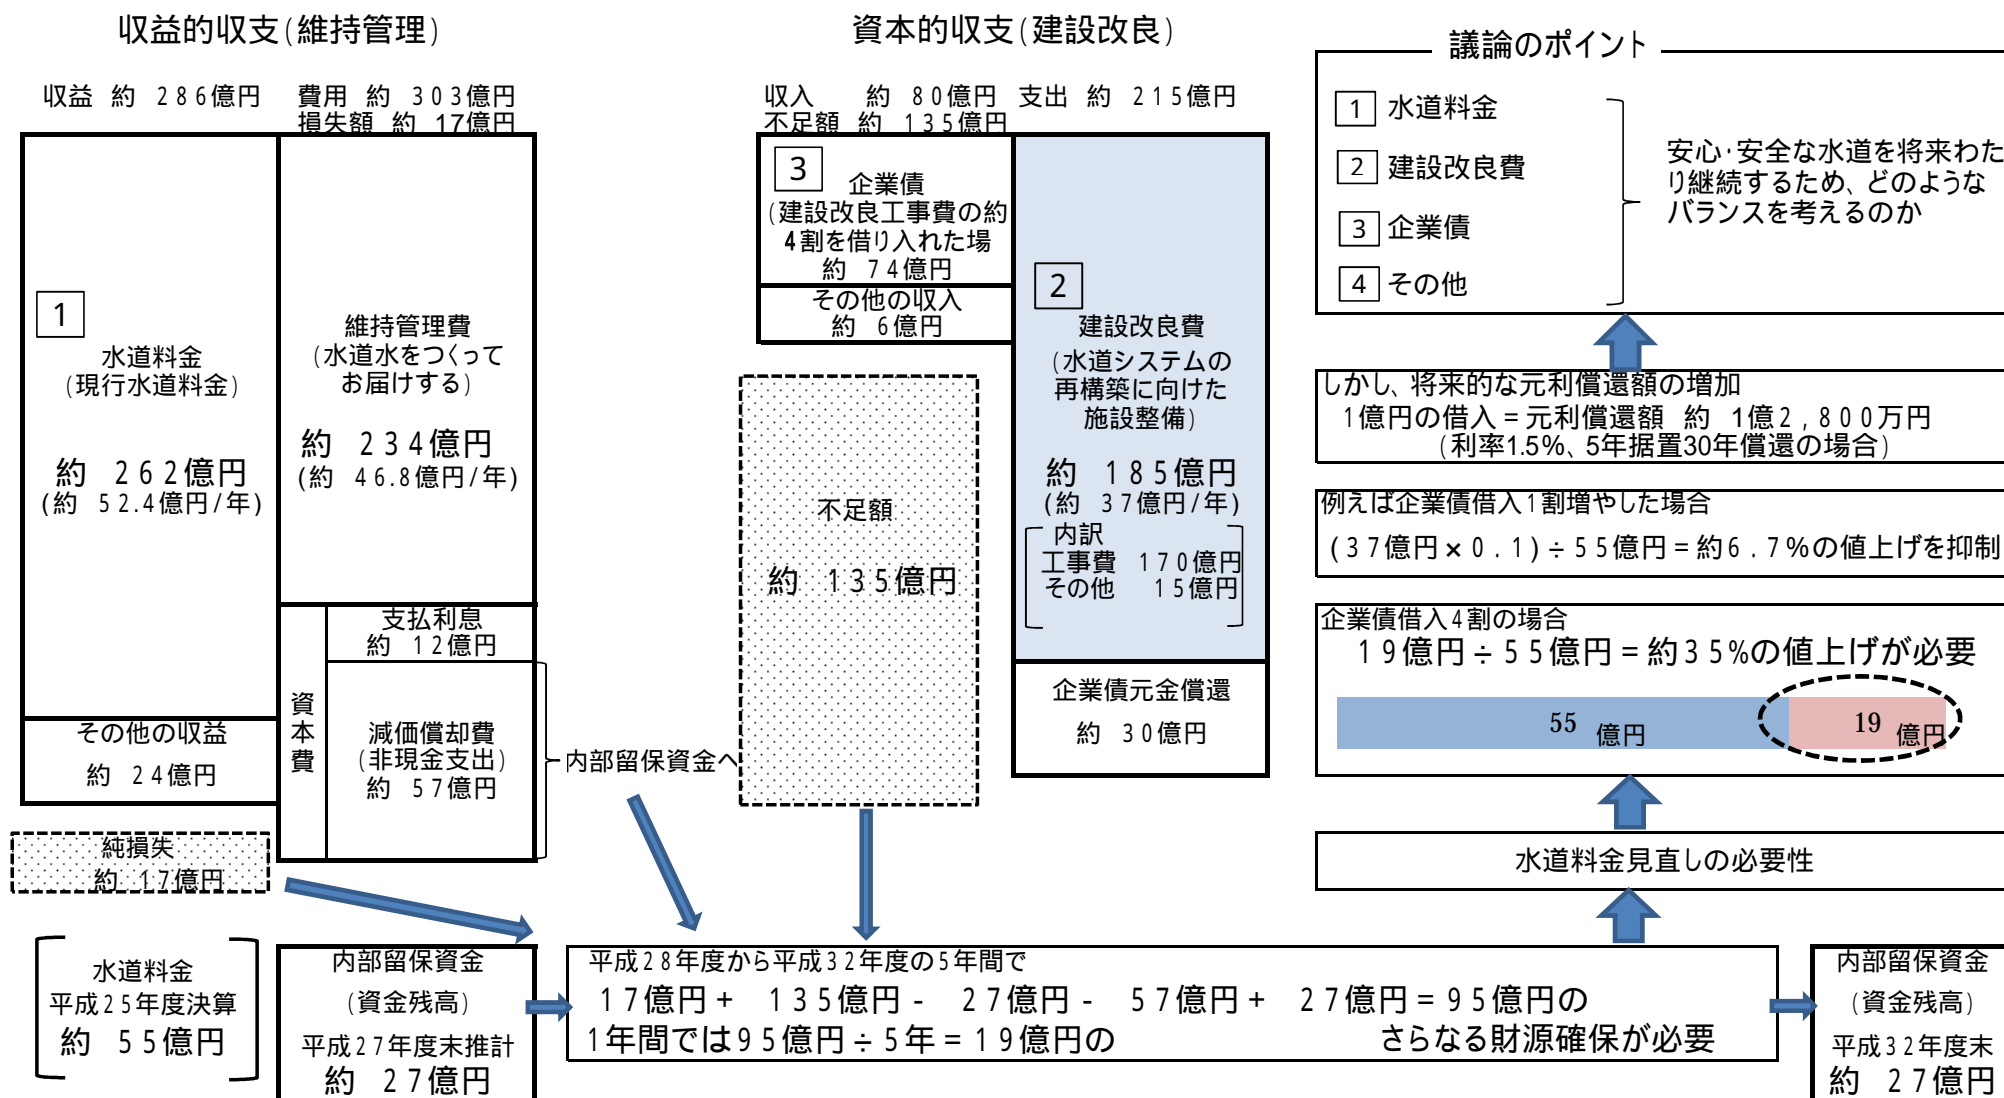 収益的収支(維持管理)
収益 約 286億円
費用 約 303億円
損失額 約 17億円
1
水道料金
(現行水道料金)
約 262億円
(約 52.4億円/年)
その他の収益
約 24億円
維持管理費
(水道水をつくって
お届けする)
約 234億円
(約 46.8億円/年)
資本費
支払利息
約 12億円
減価償却費
(非現金支出)
約 57億円
内部留保資金へ
純損失
約 17億円
資本的収支(建設改良)
収入 約 80億円
支出 約 215億円
不足額 約 135億円
3
企業債
(建設改良工事費の約
4割を借り入れた場
約 74億円
その他の収入
約 6億円
不足額
約 135億円
2
建設改良費
(水道システムの
再構築に向けた
施設整備)
約 185億円
(約 37億円/年)
内訳
工事費 170億円
その他 15億円
企業債元金償還
約 30億円
議論のポイント
1 水道料金
2 建設改良費
3 企業債
4 その他
安心・安全な水道を将来わた
り継続するため、どのような
バランスを考えるのか
しかし、将来的な元利償還額の増加
1億円の借入=元利償還額 約 1億2,800万円
(利率1.5%、5年据置30年償還の場合)
例えば企業債借入1割増やした場合
(37億円×0.1)÷55億円=約6.7%の値上げを抑制
企業債借入4割の場合
19億円÷55億円=約35%の値上げが必要
55 億円
19 億円
水道料金見直しの必要性
水道料金
平成25年度決算
約 55億円
内部留保資金
(資金残高)
平成27年度末推計
約 27億円
平成28年度から平成32年度の5年間で
17億円+ 135億円- 27億円- 57億円+ 27億円=95億円の
1年間では95億円÷5年=19億円の さらなる財源確保が必要
内部留保資金
(資金残高)
平成32年度末
約 27億円